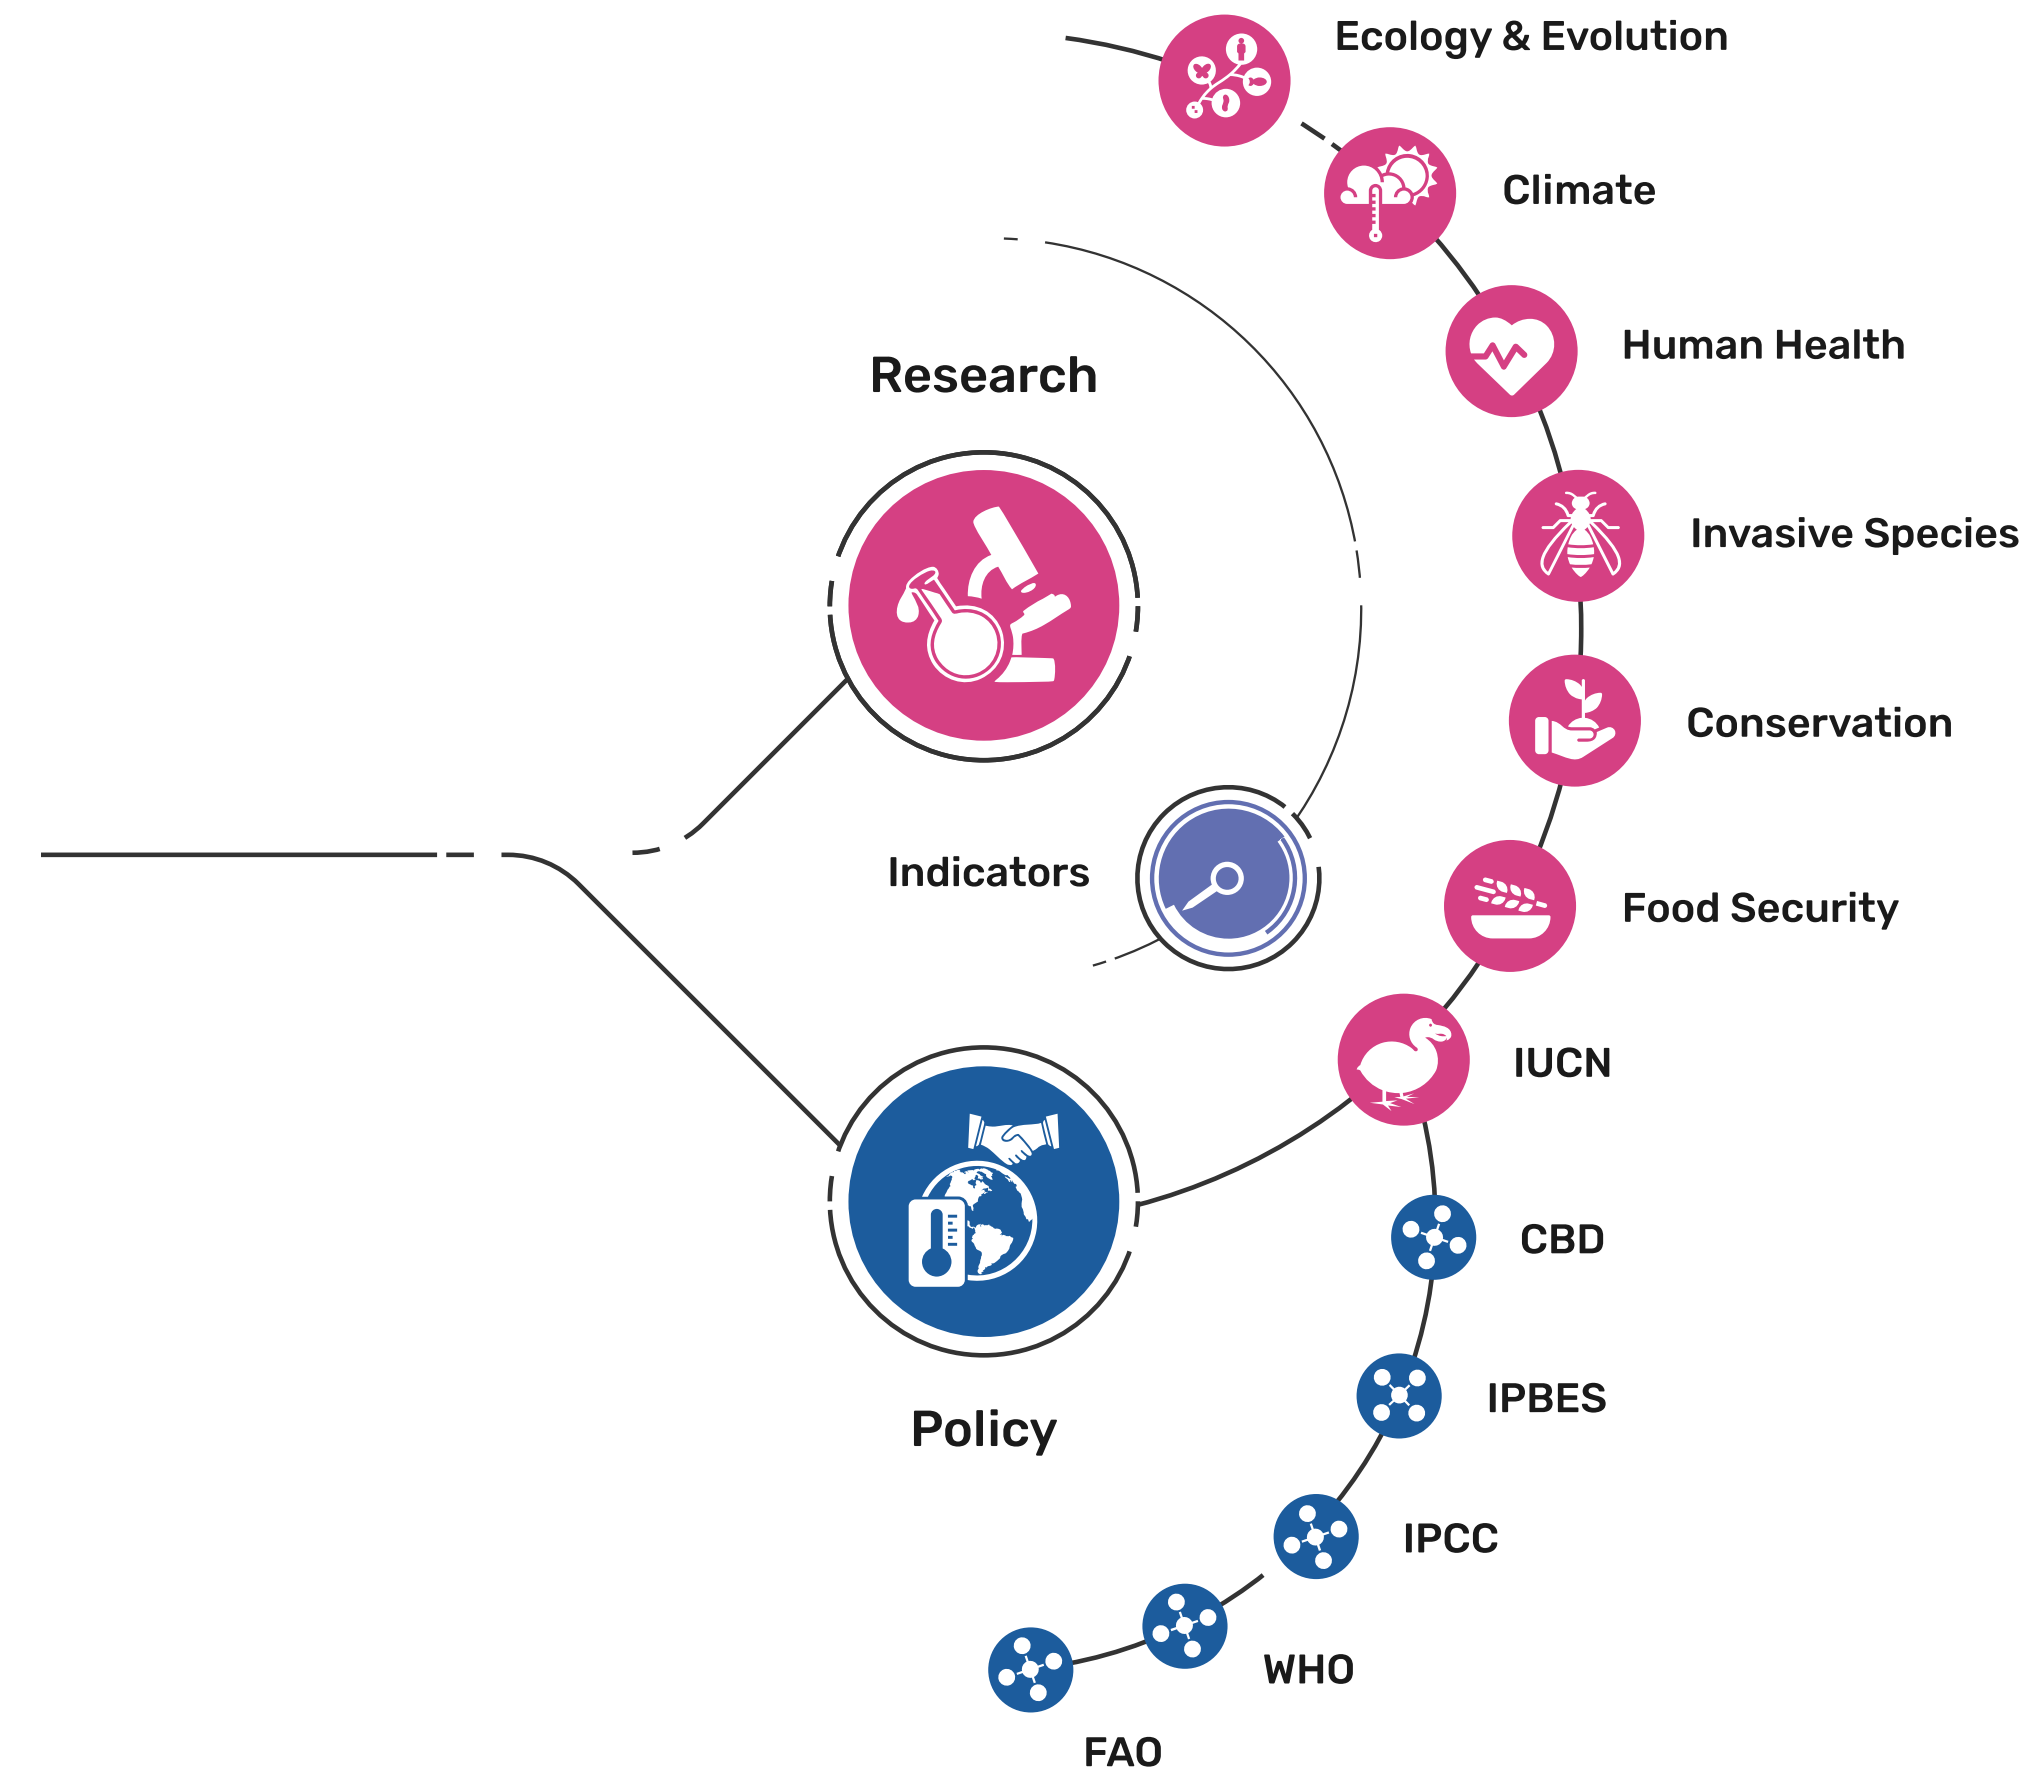 Ecology & Evolution
Climate
Human Health
Research
Invasive Species
Conservation
Indicators
Food Security
IUCN
CBD
IPBES
Policy
IPCC
WHO
FAO